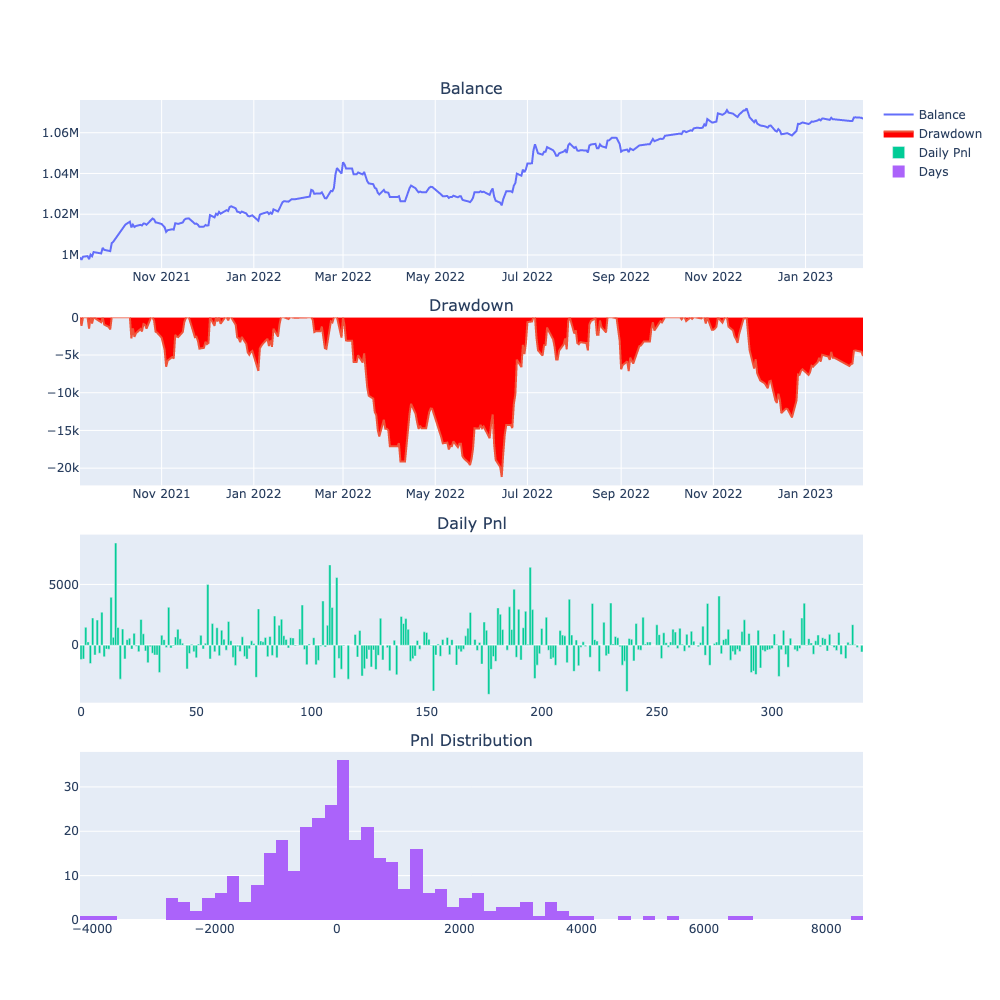 Balance
1.06M
1.04M
1.02M
1M
Nov 2021 Jan 2022 Mar 2022 May 2022 Jul 2022 Sep 2022 Nov 2022 Jan 2023
Balance
Drawdown
Daily Pnl
Days
Drawdown
0
−5k
−10k
−15k
−20k
Nov 2021 Jan 2022 Mar 2022 May 2022 Jul 2022 Sep 2022 Nov 2022 Jan 2023
Daily Pnl
5000
0
0 50 100 150 200 250 300
Pnl Distribution
30
20
10
0
−4000 −2000 0 2000 4000 6000 8000